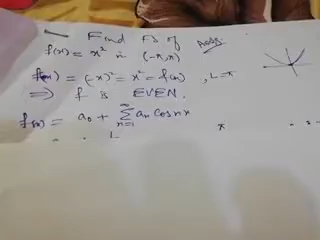 Find FS of
f(x) = x² in (-π, π)
f(-x) = (-x)² = x² = f(x), L = π
⇒ f is EVEN.
f(x) = a₀ + ∑ₙ₌₁^∞ aₙ cos nx